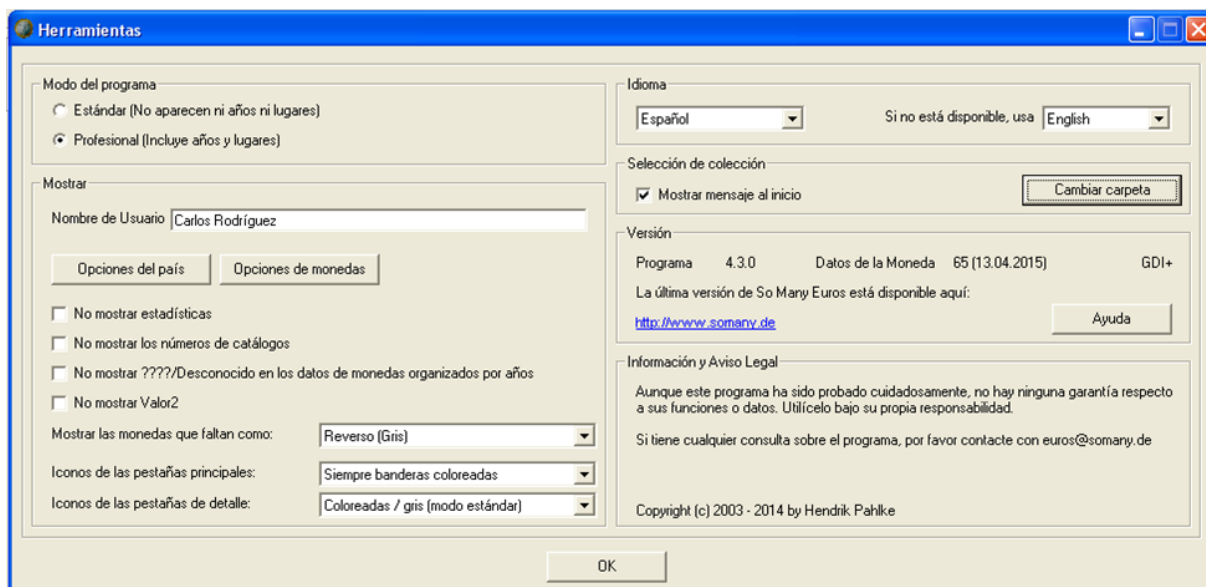 Herramientas
Modo del programa
Estándar (No aparecen ni años ni lugares)
Profesional (Incluye años y lugares)
Mostrar
Nombre de Usuario Carlos Rodríguez
Opciones del país Opciones de monedas
No mostrar estadísticas
No mostrar los números de catálogos
No mostrar ????/Desconocido en los datos de monedas organizados por años
No mostrar Valor2
Mostrar las monedas que faltan como: Reverso (Gris)
Iconos de las pestañas principales: Siempre banderas coloreadas
Iconos de las pestañas de detalle: Coloreadas / gris (modo estándar)
Idioma
Español Si no está disponible, usa English
Selección de colección
Mostrar mensaje al inicio Cambiar carpeta
Versión
Programa 4.3.0 Datos de la Moneda 65 (13.04.2015) GDI+
La última versión de So Many Euros está disponible aquí:
http://www.somany.de Ayuda
Información y Aviso Legal
Aunque este programa ha sido probado cuidadosamente, no hay ninguna garantía respecto
a sus funciones o datos. Utilícelo bajo su propia responsabilidad.
Si tiene cualquier consulta sobre el programa, por favor contacte con euros@somany.de
Copyright (c) 2003 - 2014 by Hendrik Pahlke
OK